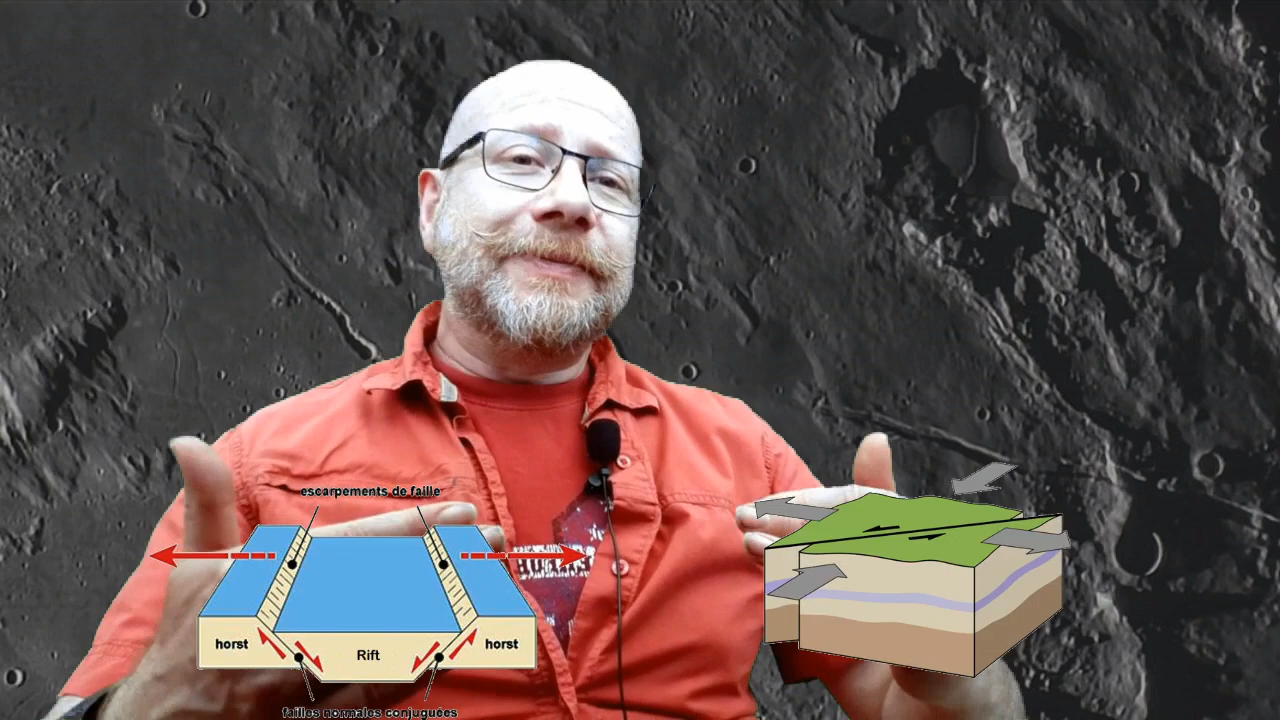 escarpements de faille
horst
Rift
horst
failles normales conjuguées